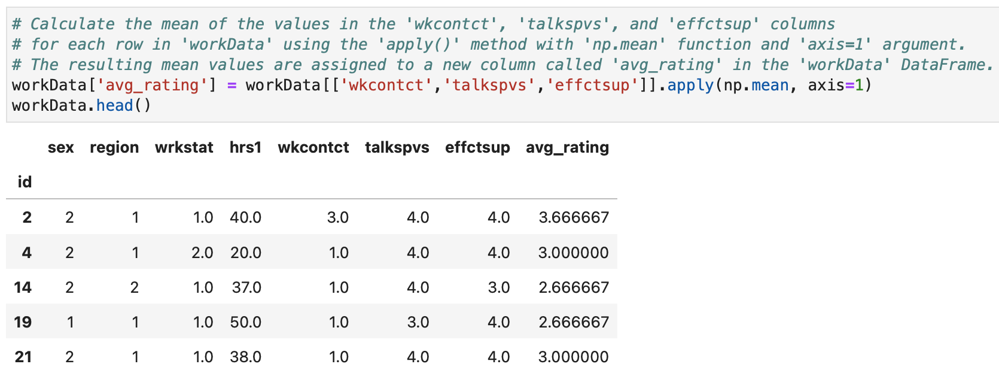 # Calculate the mean of the values in the 'wkcontct', 'talkspvs', and 'effctsup' columns
# for each row in 'workData' using the 'apply()' method with 'np.mean' function and 'axis=1' argument.
# The resulting mean values are assigned to a new column called 'avg_rating' in the 'workData' DataFrame.
workData['avg_rating'] = workData[['wkcontct','talkspvs','effctsup']].apply(np.mean, axis=1)
workData.head()
sex region wrkstat hrs1 wkcontct talkspvs effctsup avg_rating
id
2 2 1 1.0 40.0 3.0 4.0 4.0 3.666667
4 2 1 2.0 20.0 1.0 4.0 4.0 3.000000
14 2 2 1.0 37.0 1.0 4.0 3.0 2.666667
19 1 1 1.0 50.0 1.0 3.0 4.0 2.666667
21 2 1 1.0 38.0 1.0 4.0 4.0 3.000000